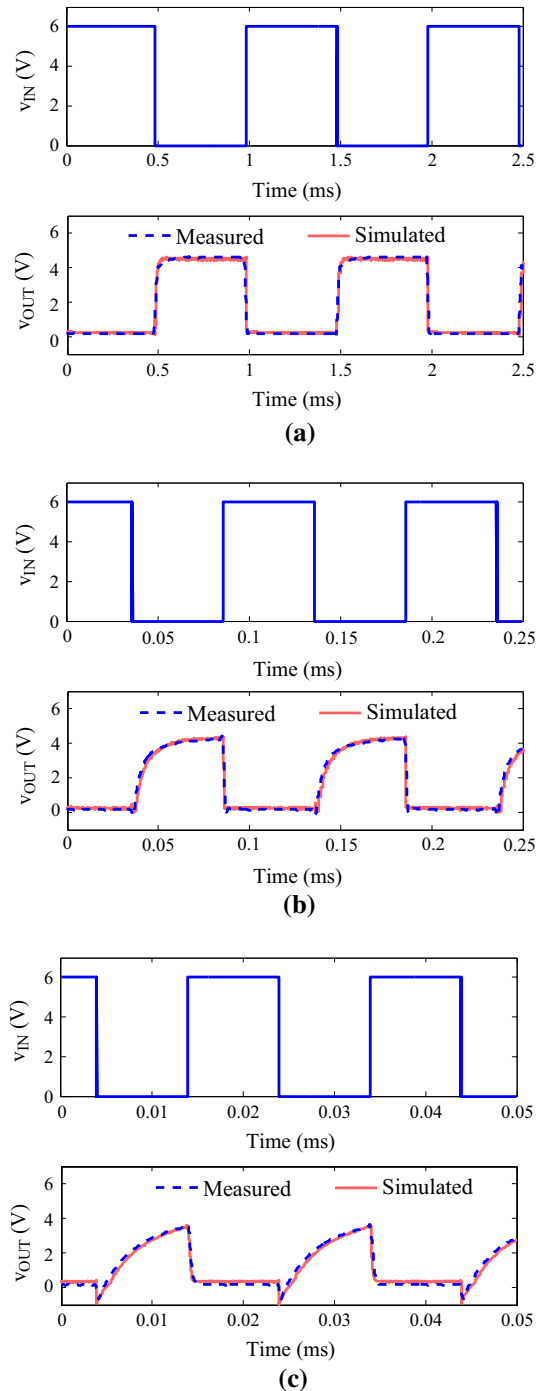 6
4
2
0
v_IN (V)
0 0.5 1 1.5 2 2.5
Time (ms)
Measured Simulated
6
4
2
0
v_OUT (V)
0 0.5 1 1.5 2 2.5
Time (ms)
(a)
6
4
2
0
v_IN (V)
0 0.05 0.1 0.15 0.2 0.25
Time (ms)
Measured Simulated
6
4
2
0
v_OUT (V)
0 0.05 0.1 0.15 0.2 0.25
Time (ms)
(b)
6
4
2
0
v_IN (V)
0 0.01 0.02 0.03 0.04 0.05
Time (ms)
Measured Simulated
6
4
2
0
v_OUT (V)
0 0.01 0.02 0.03 0.04 0.05
Time (ms)
(c)